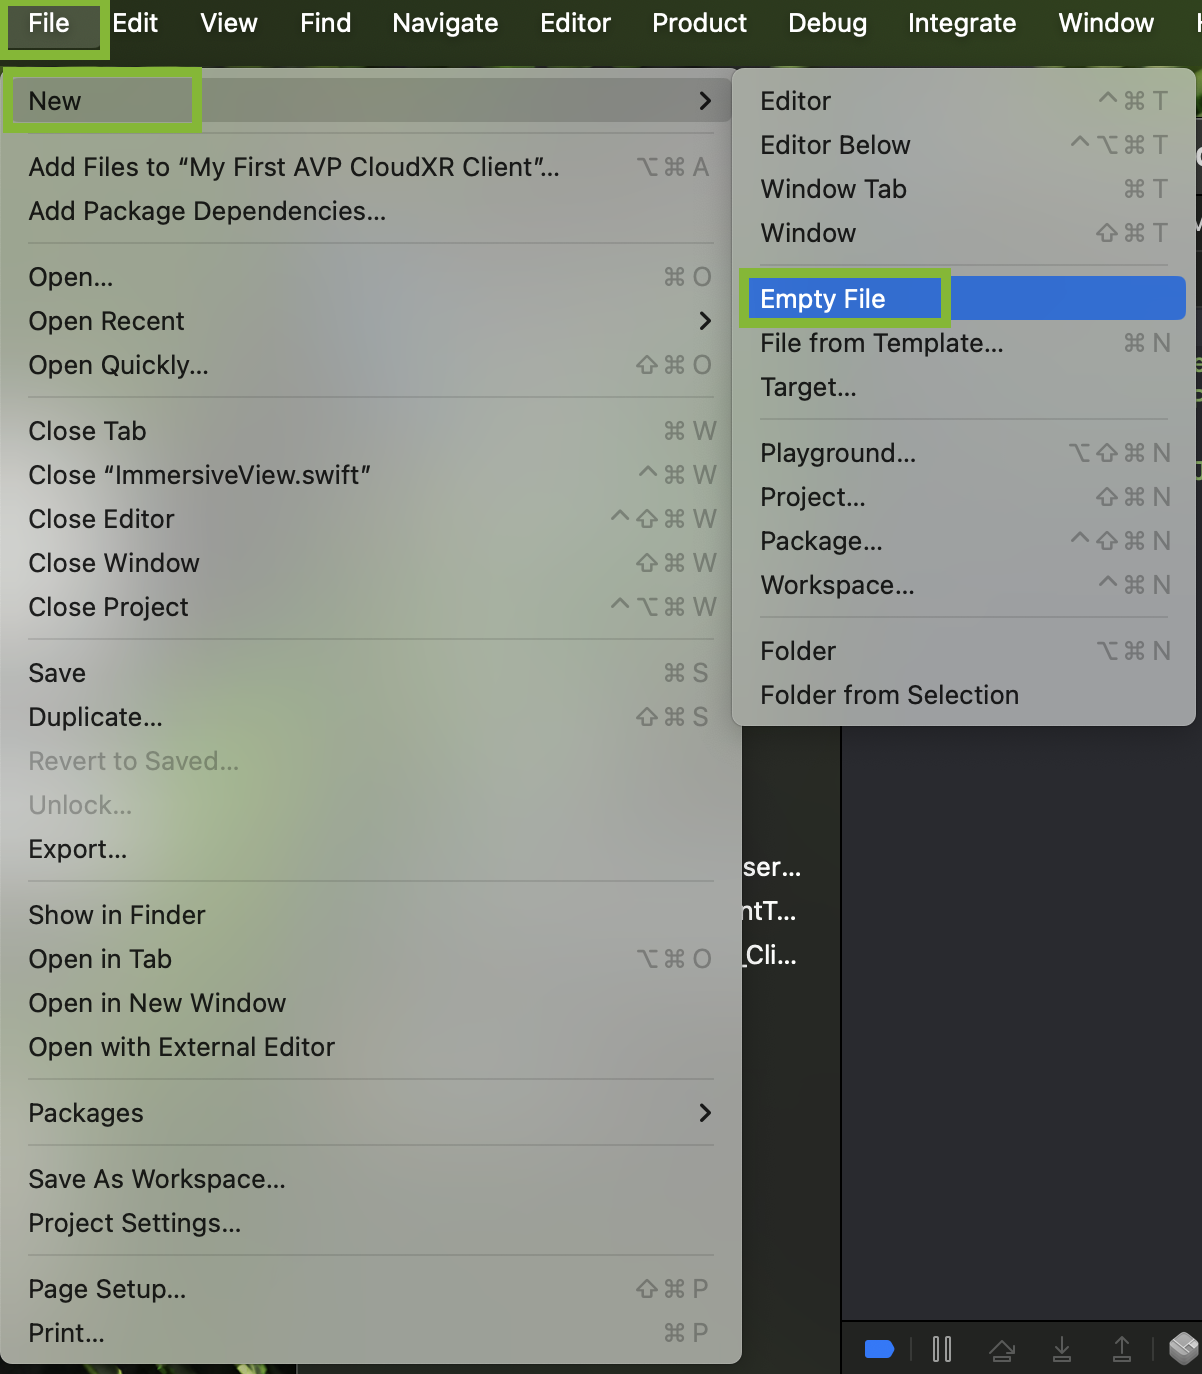 File Edit View Find Navigate Editor Product Debug Integrate Window
New
Add Files to “My First AVP CloudXR Client”... ⌥⌘A
Add Package Dependencies...
Open... ⌘O
Open Recent
Open Quickly... ⇧⌘O
Close Tab ⌘W
Close “ImmersiveView.swift” ^⌘W
Close Editor ^⇧⌘W
Close Window ⇧⌘W
Close Project ^⌥⌘W
Save ⌘S
Duplicate... ⇧⌘S
Revert to Saved...
Unlock...
Export...
Show in Finder
Open in Tab ⌥⌘O
Open in New Window
Open with External Editor
Packages
Save As Workspace...
Project Settings...
Page Setup... ⇧⌘P
Print... ⌘P
Editor ^⌘T
Editor Below ^⌥⌘T
Window Tab ⌘T
Window ⇧⌘T
Empty File
File from Template... ⌘N
Target...
Playground... ⌥⇧⌘N
Project... ⇧⌘N
Package... ^⇧⌘N
Workspace... ^⌘N
Folder ⌥⌘N
Folder from Selection
ser...
ntT...
_Cli...